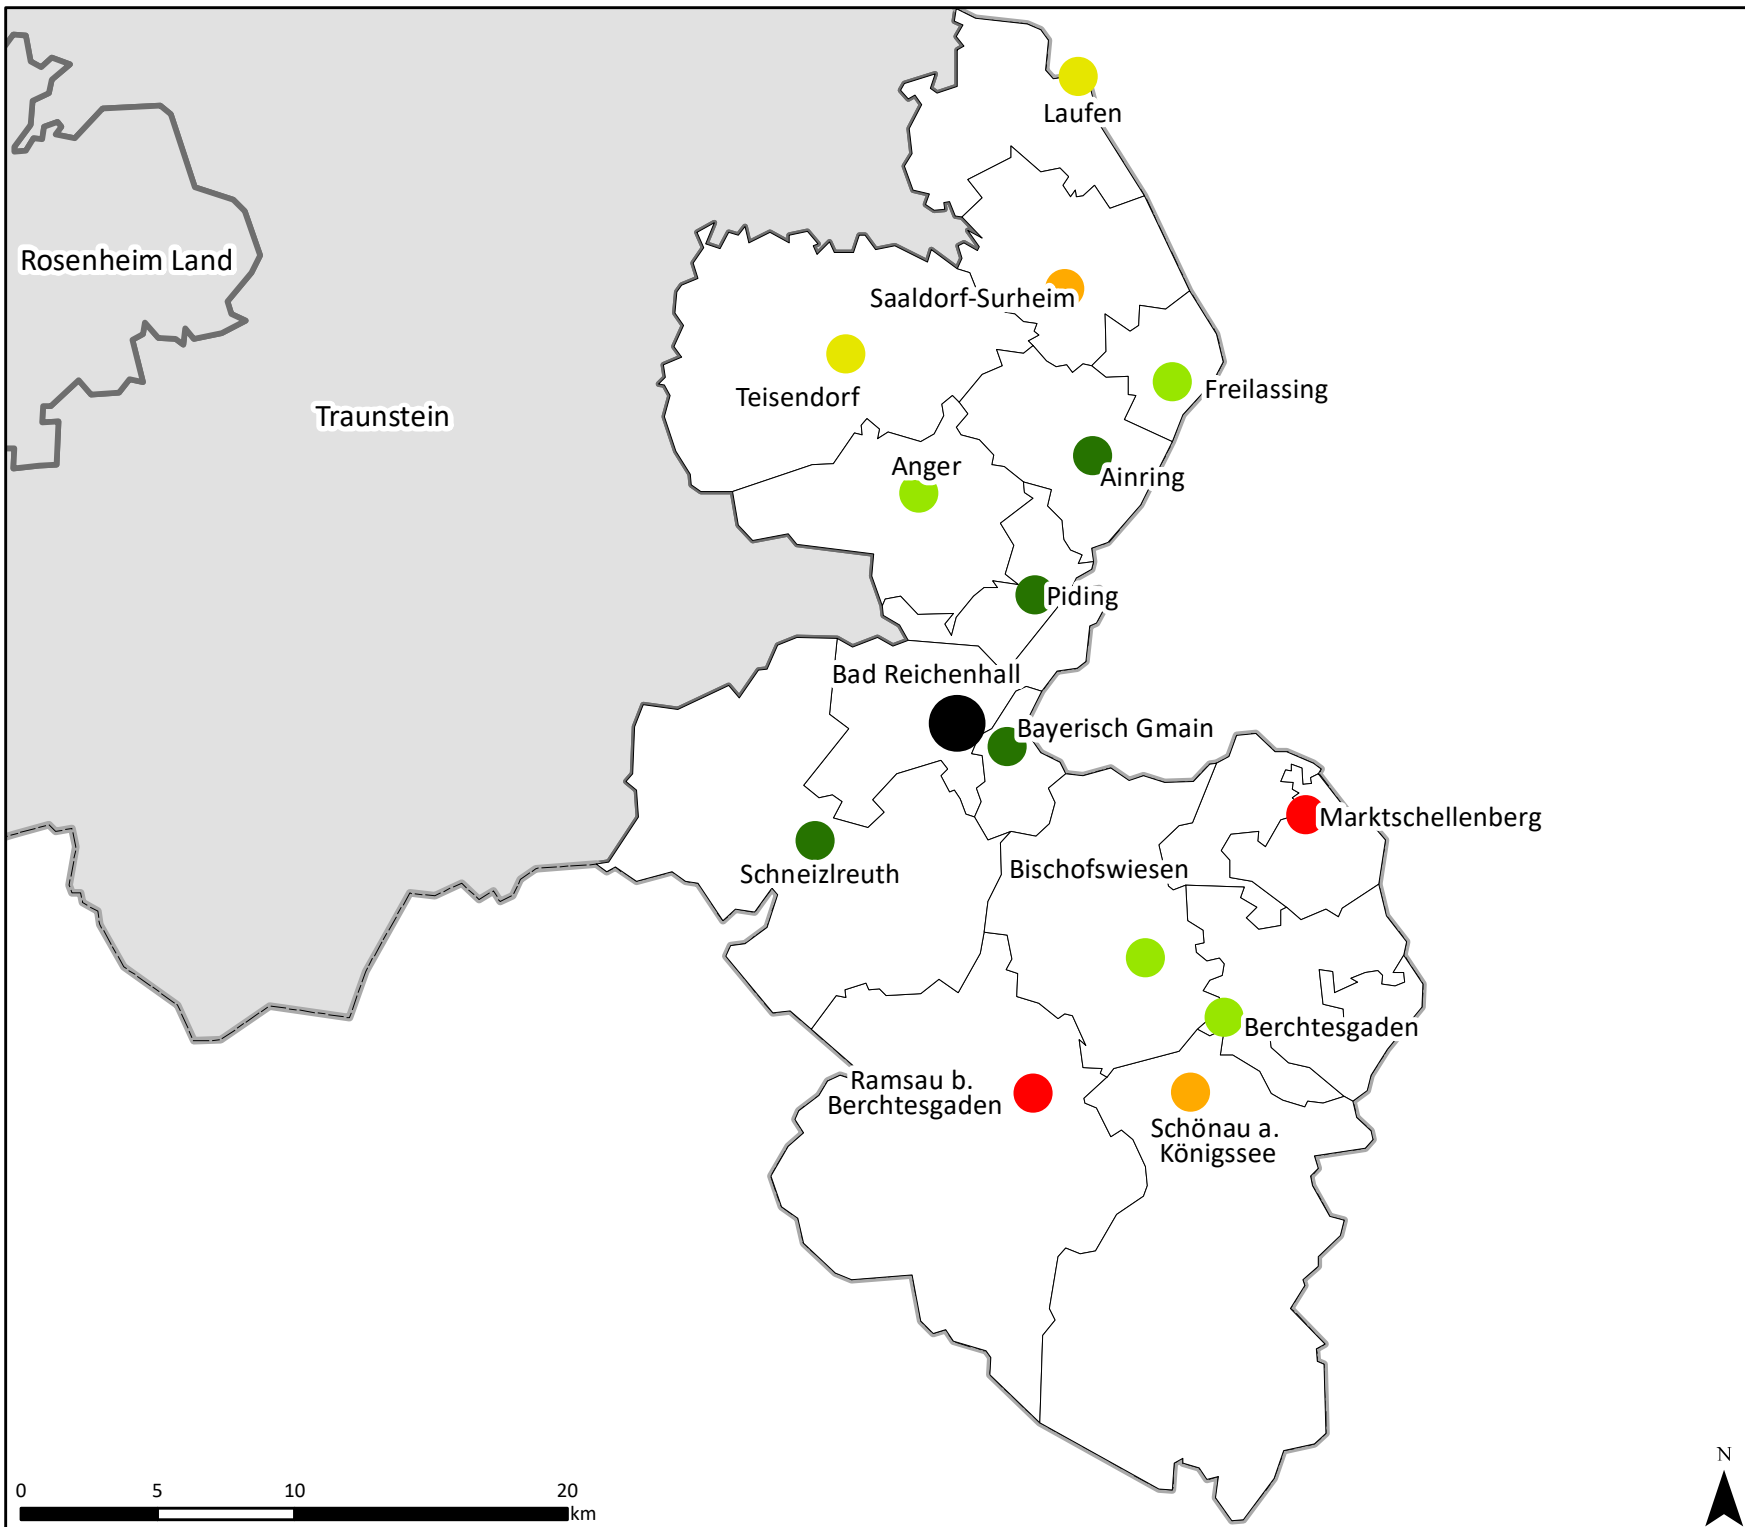 Laufen
Rosenheim Land
Saaldorf-Surheim
Teisendorf
Freilassing
Traunstein
Anger
Ainring
Piding
Bad Reichenhall
Bayerisch Gmain
Marktschellenberg
Schneizlreuth
Bischofswiesen
Berchtesgaden
Ramsau b.
Berchtesgaden
Schönau a.
Königssee
N
0 5 10 20
km